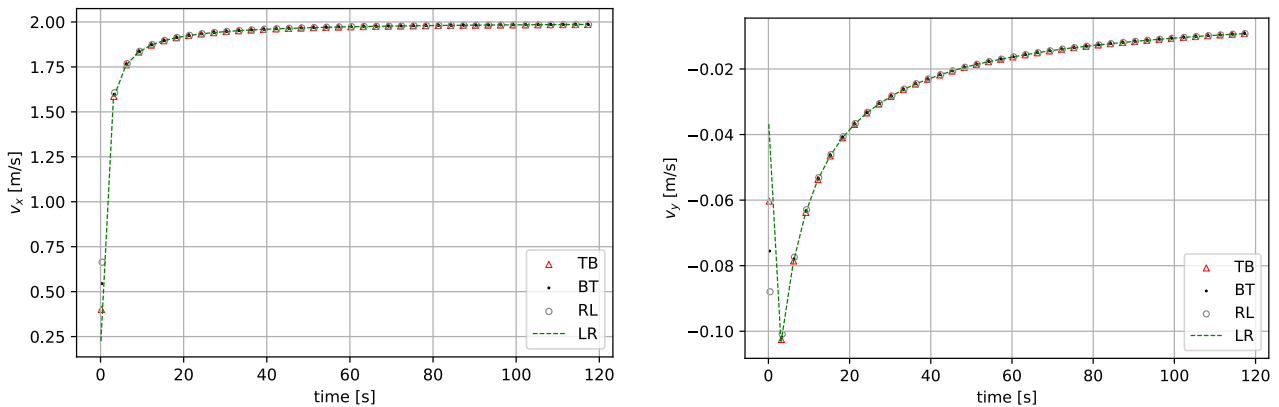 2.00
1.75
1.50
1.25
1.00
0.75
0.50
0.25
v_x [m/s]
0 20 40 60 80 100 120
time [s]
TB
BT
RL
LR
−0.02
−0.04
−0.06
−0.08
−0.10
v_y [m/s]
0 20 40 60 80 100 120
time [s]
TB
BT
RL
LR